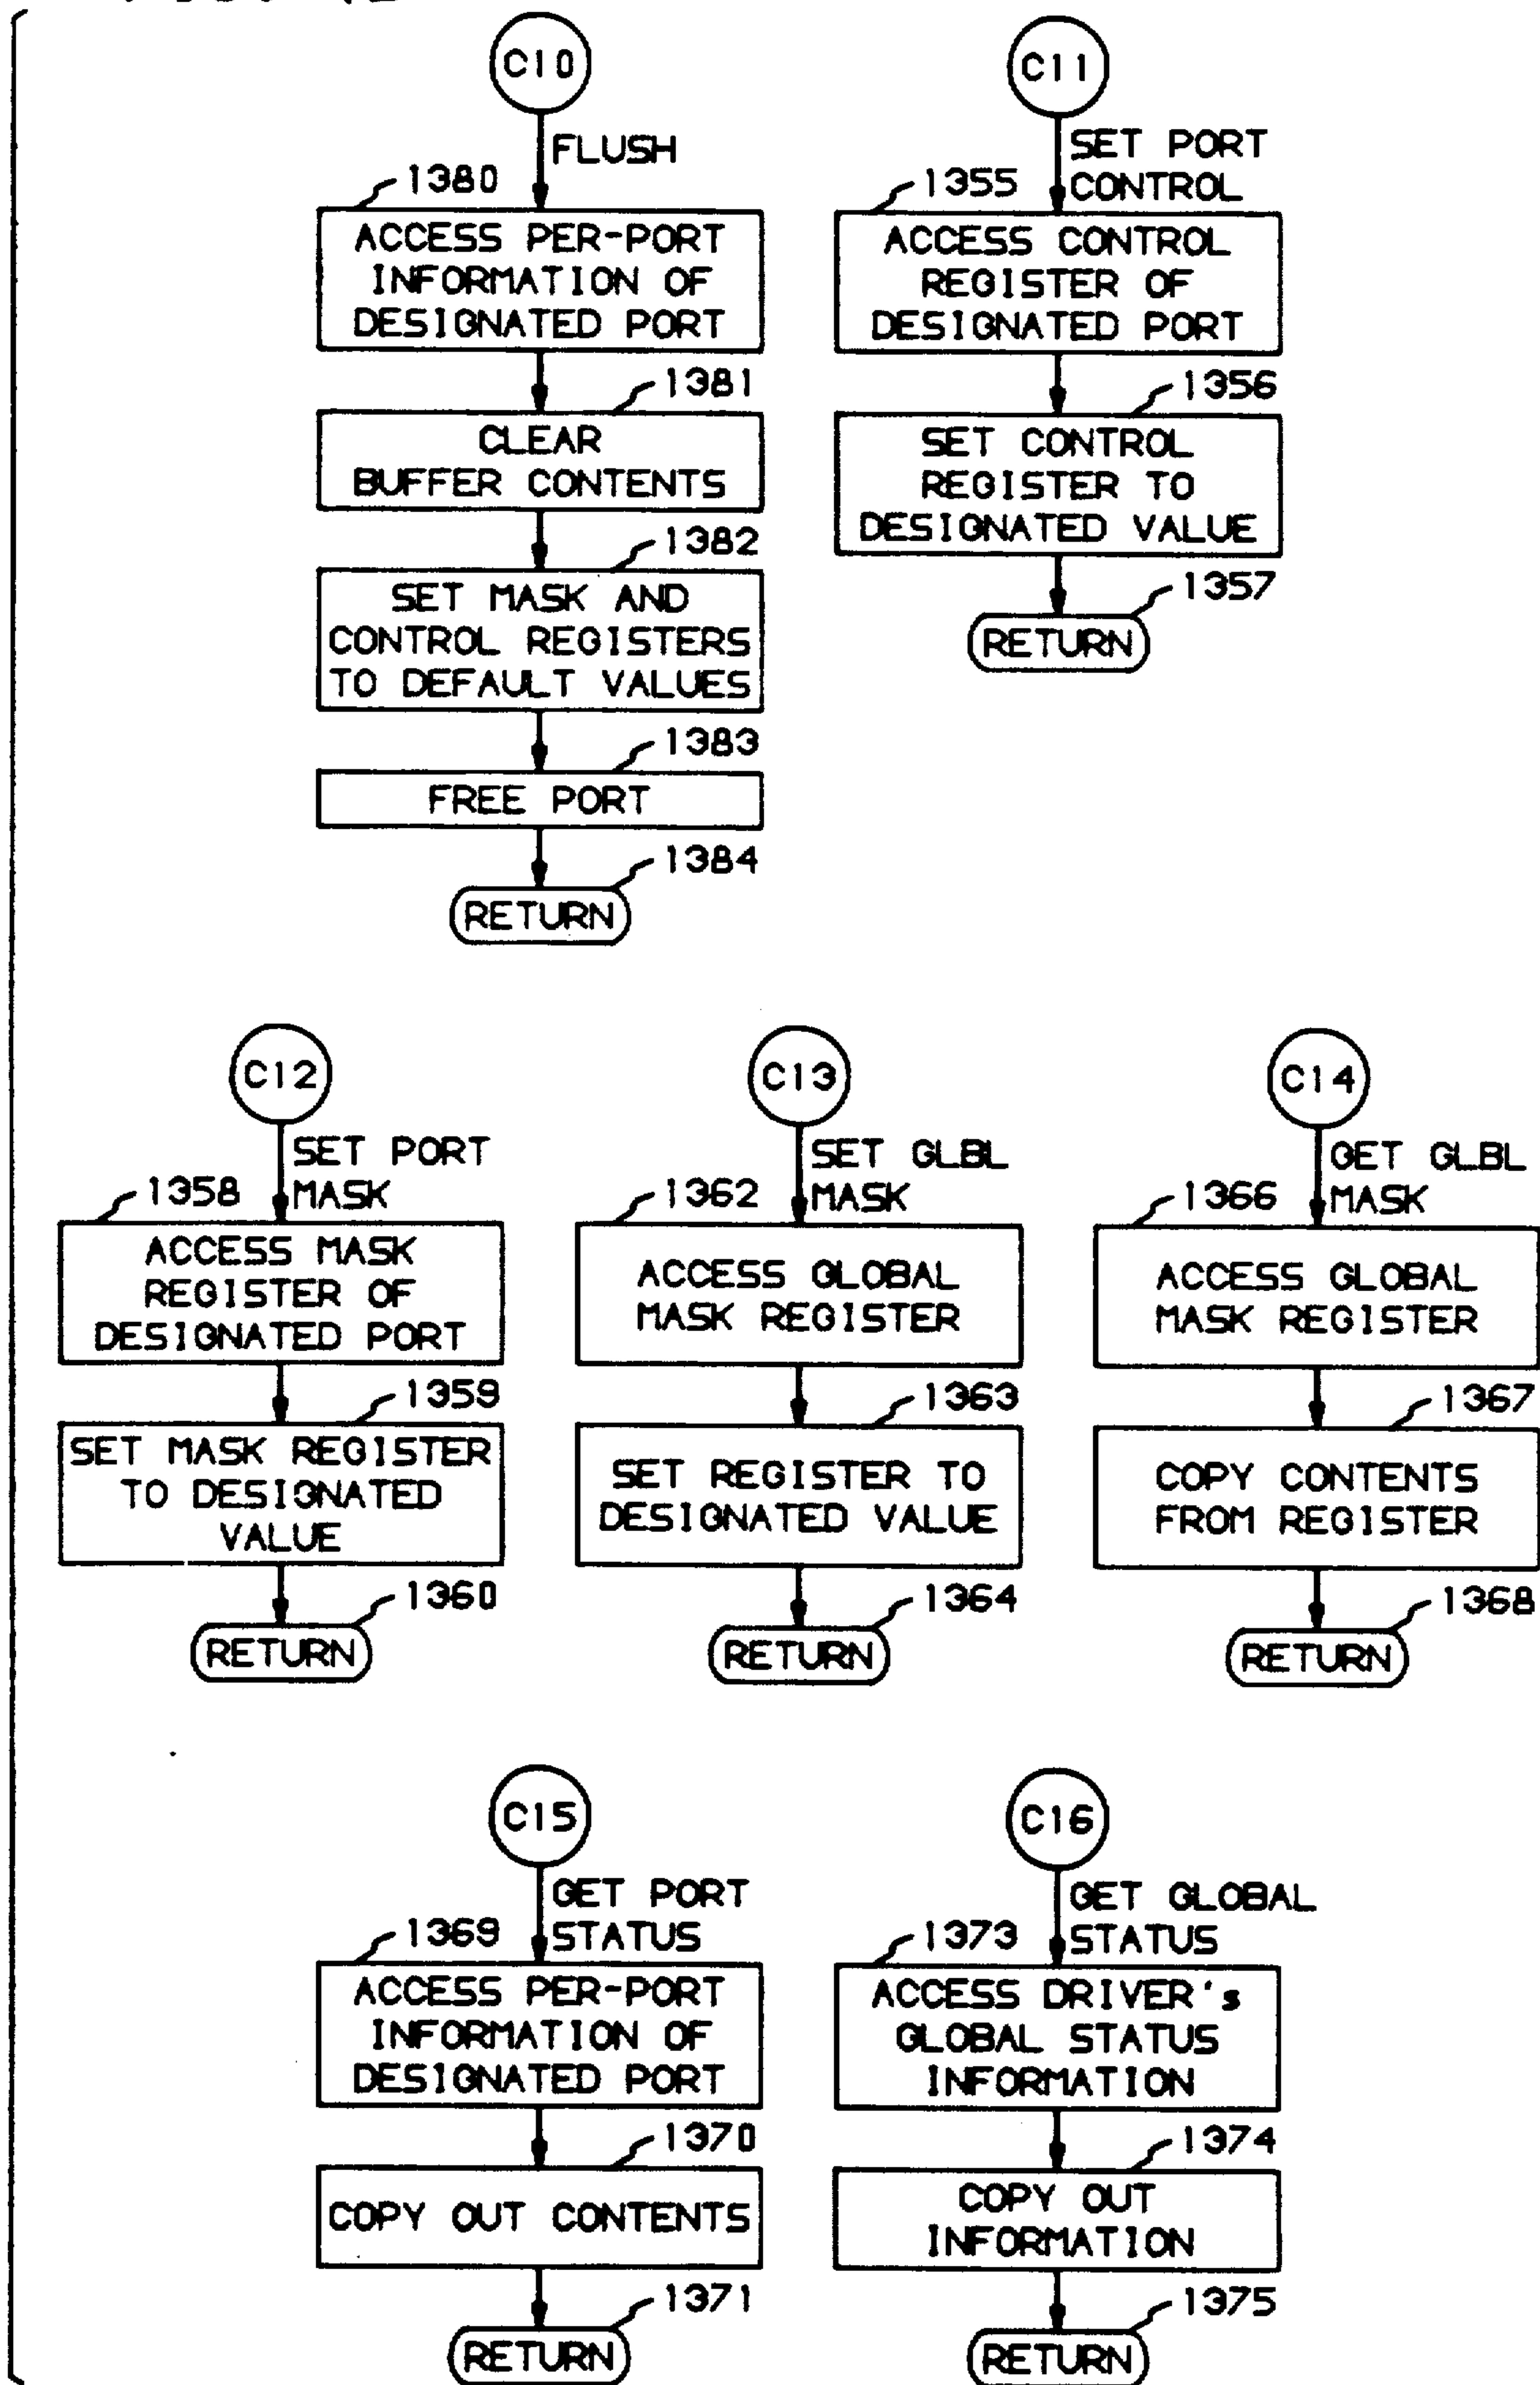 C10
FLUSH
1380
ACCESS PER-PORT
INFORMATION OF
DESIGNATED PORT
1381
CLEAR
BUFFER CONTENTS
1382
SET MASK AND
CONTROL REGISTERS
TO DEFAULT VALUES
1383
FREE PORT
1384
RETURN
C11
SET PORT
CONTROL
1355
ACCESS CONTROL
REGISTER OF
DESIGNATED PORT
1356
SET CONTROL
REGISTER TO
DESIGNATED VALUE
1357
RETURN
C12
SET PORT
MASK
1358
ACCESS MASK
REGISTER OF
DESIGNATED PORT
1359
SET MASK REGISTER
TO DESIGNATED
VALUE
1360
RETURN
C13
SET GLBL
MASK
1362
ACCESS GLOBAL
MASK REGISTER
1363
SET REGISTER TO
DESIGNATED VALUE
1364
RETURN
C14
GET GLBL
MASK
1366
ACCESS GLOBAL
MASK REGISTER
1367
COPY CONTENTS
FROM REGISTER
1368
RETURN
C15
GET PORT
STATUS
1369
ACCESS PER-PORT
INFORMATION OF
DESIGNATED PORT
1370
COPY OUT CONTENTS
1371
RETURN
C16
GET GLOBAL
STATUS
1373
ACCESS DRIVER's
GLOBAL STATUS
INFORMATION
1374
COPY OUT
INFORMATION
1375
RETURN